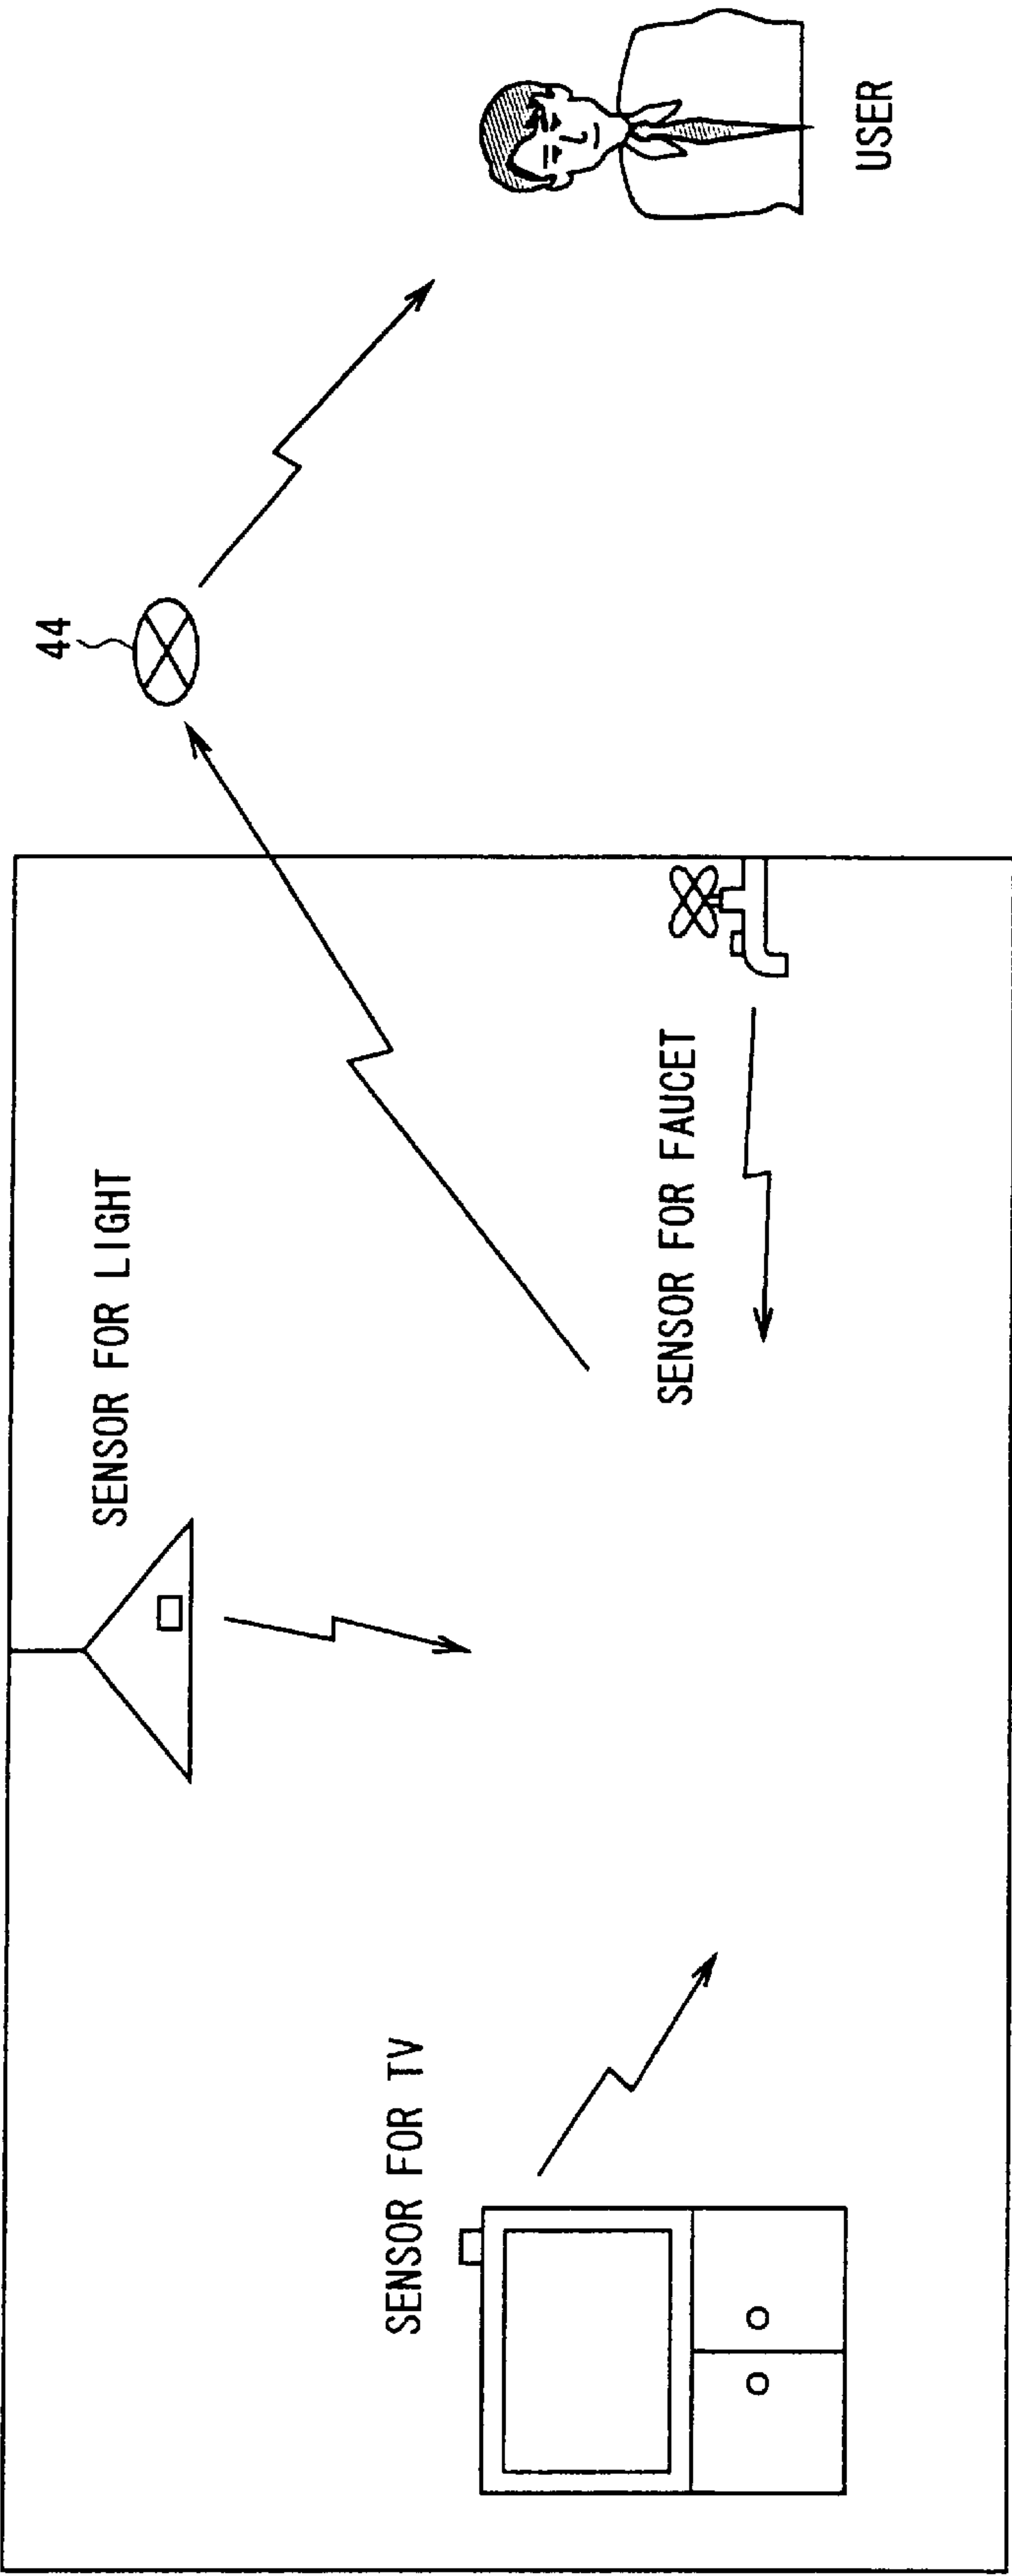 SENSOR FOR TV
SENSOR FOR LIGHT
SENSOR FOR FAUCET
44
USER